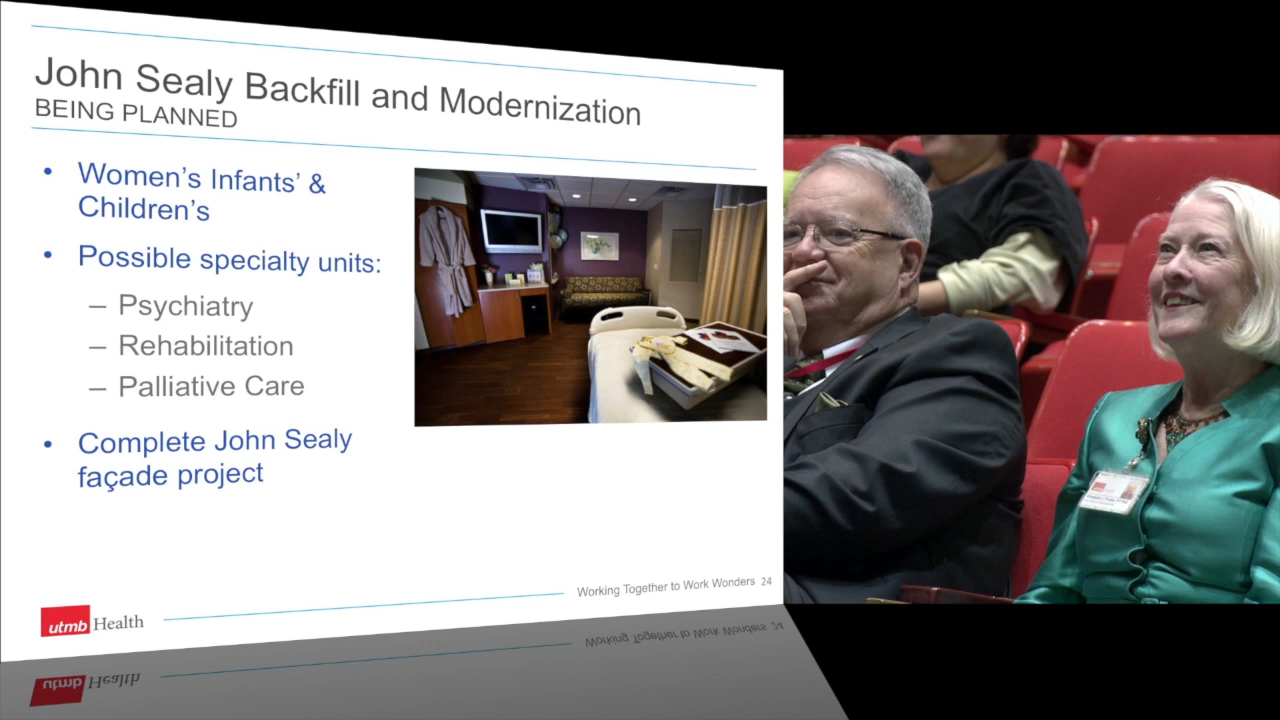 John Sealy Backfill and Modernization
BEING PLANNED
• Women's Infants' &
Children's
• Possible specialty units:
– Psychiatry
– Rehabilitation
– Palliative Care
• Complete John Sealy
façade project
Working Together to Work Wonders 24
utmb Health
utmb